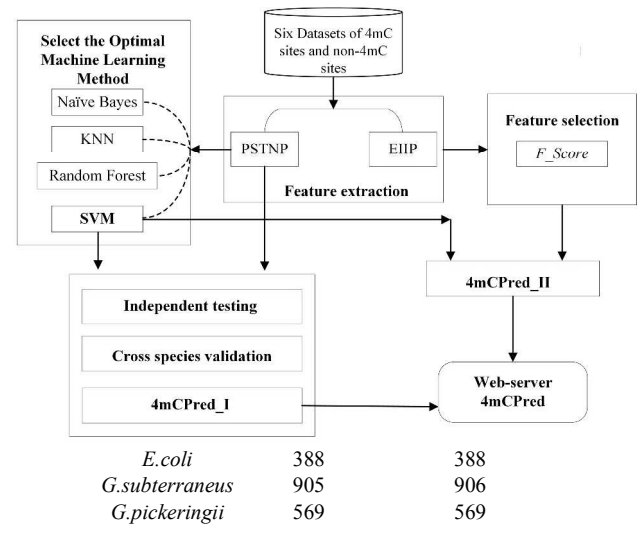 Six Datasets of 4mC
sites and non-4mC
sites
Select the Optimal
Machine Learning
Method
Naïve Bayes
KNN
Random Forest
SVM
PSTNP
EIIP
Feature extraction
Feature selection
F_Score
4mCPred_II
Independent testing
Cross species validation
4mCPred_I
Web-server
4mCPred
E.coli 388 388
G.subterraneus 905 906
G.pickeringii 569 569